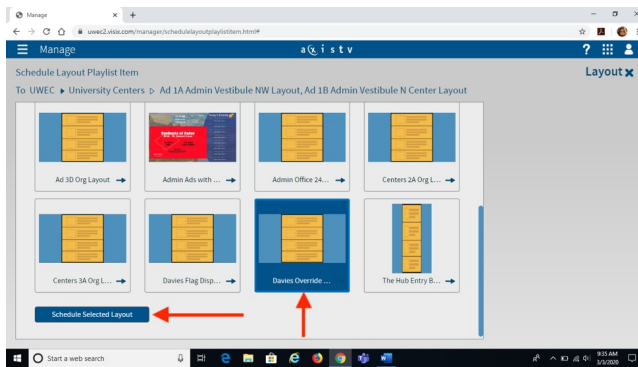 Manage
uwec2.visix.com/manager/schedulelayoutplaylistitem.html#
Manage
axistv
?
Schedule Layout Playlist Item
Layout
To UWEC ▸ University Centers ▹ Ad 1A Admin Vestibule NW Layout, Ad 1B Admin Vestibule N Center Layout
Ad 3D Org Layout
Admin Ads with ...
Admin Office 24...
Centers 2A Org L...
Centers 3A Org L...
Davies Flag Disp...
Davies Override ...
The Hub Entry B...
Schedule Selected Layout
Start a web search
9:35 AM
3/3/2020